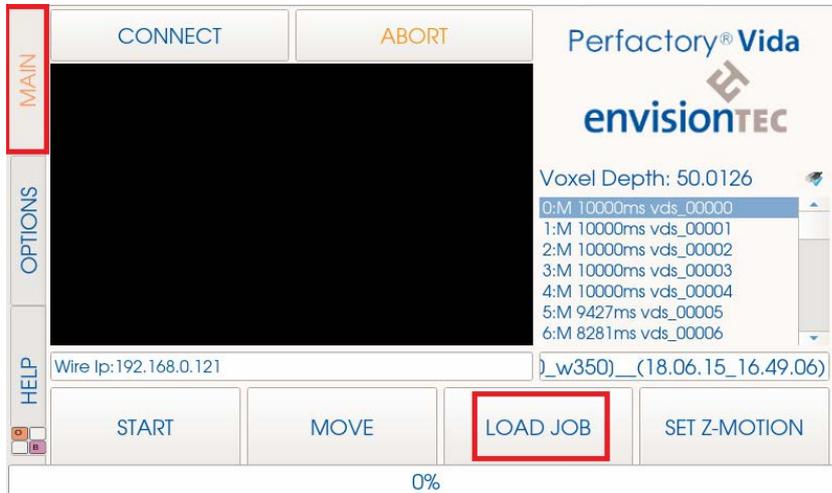 MAIN
OPTIONS
HELP
CONNECT
ABORT
Perfactory® Vida
envisionTEC
Voxel Depth: 50.0126
0:M 10000ms vds_00000
1:M 10000ms vds_00001
2:M 10000ms vds_00002
3:M 10000ms vds_00003
4:M 10000ms vds_00004
5:M 9427ms vds_00005
6:M 8281ms vds_00006
Wire Ip:192.168.0.121
)_w350)__(18.06.15_16.49.06)
O
B
START
MOVE
LOAD JOB
SET Z-MOTION
0%